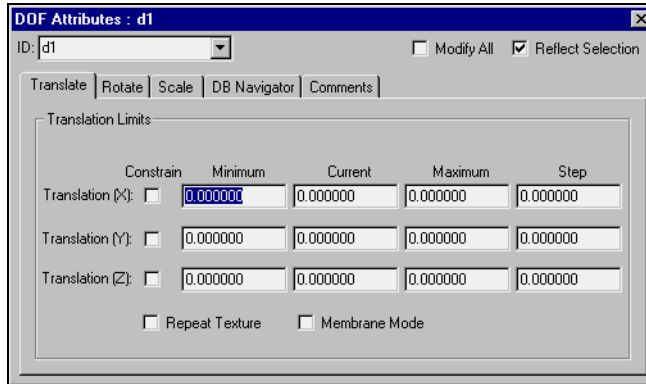 DOF Attributes : d1
ID: d1 Modify All Reflect Selection
Translate Rotate Scale DB Navigator Comments
Translation Limits
Constrain Minimum Current Maximum Step
Translation (X): 0.000000 0.000000 0.000000 0.000000
Translation (Y): 0.000000 0.000000 0.000000 0.000000
Translation (Z): 0.000000 0.000000 0.000000 0.000000
Repeat Texture Membrane Mode